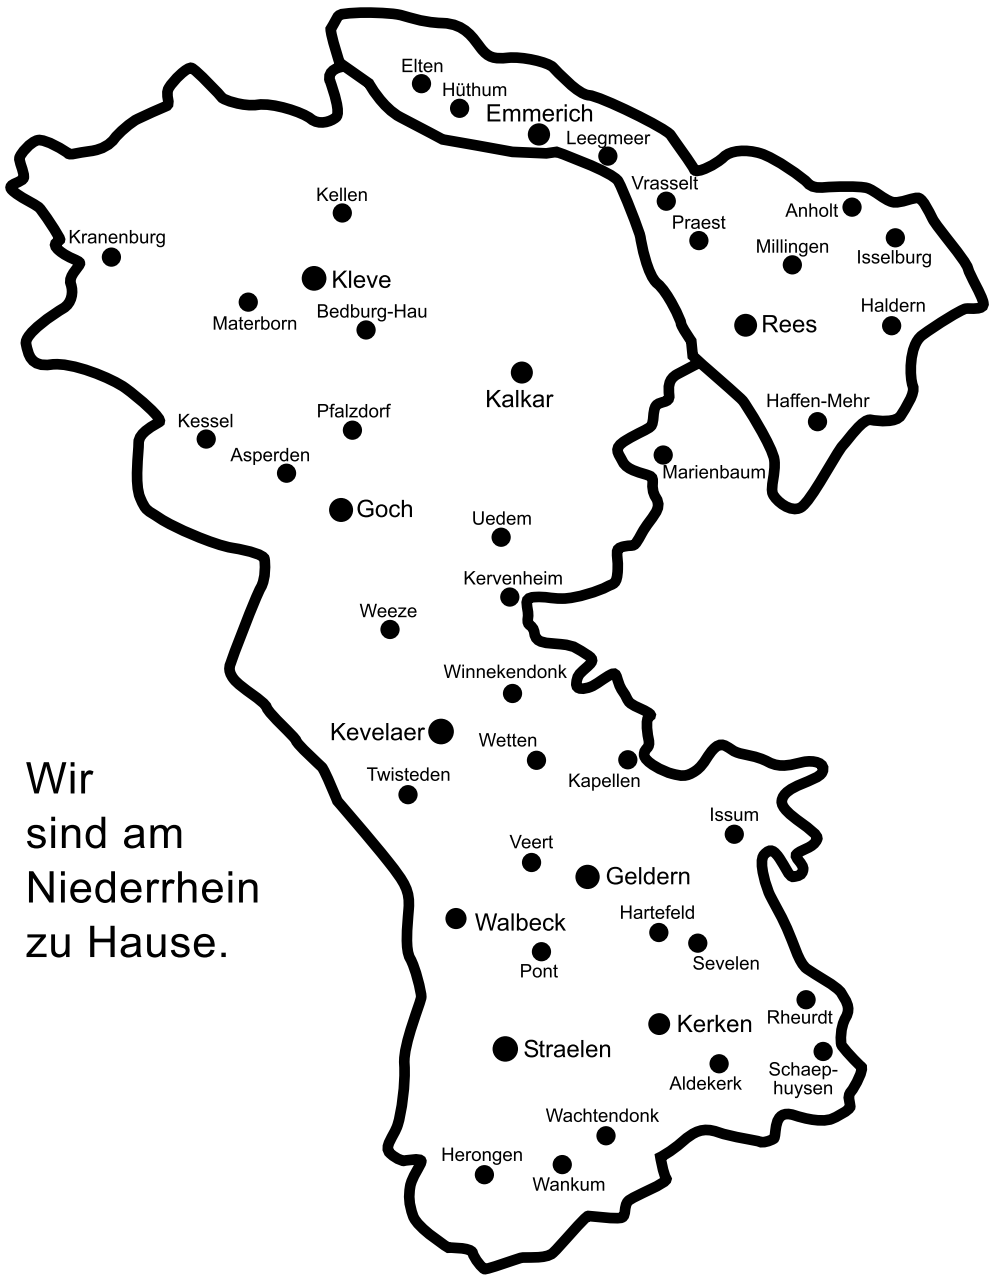 Elten
Hüthum
Emmerich
Leegmeer
Vrasselt
Kellen
Anholt
Praest
Kranenburg
Millingen
Isselburg
Kleve
Haldern
Bedburg-Hau
Materborn
Rees
Kalkar
Haffen-Mehr
Pfalzdorf
Kessel
Asperden
Marienbaum
Goch
Uedem
Kervenheim
Weeze
Winnekendonk
Kevelaer
Wetten
Twisteden
Kapellen
Wir
sind am
Niederrhein
zu Hause.
Issum
Veert
Geldern
Hartefeld
Walbeck
Sevelen
Pont
Rheurdt
Kerken
Straelen
Schaep-
huysen
Aldekerk
Wachtendonk
Herongen
Wankum